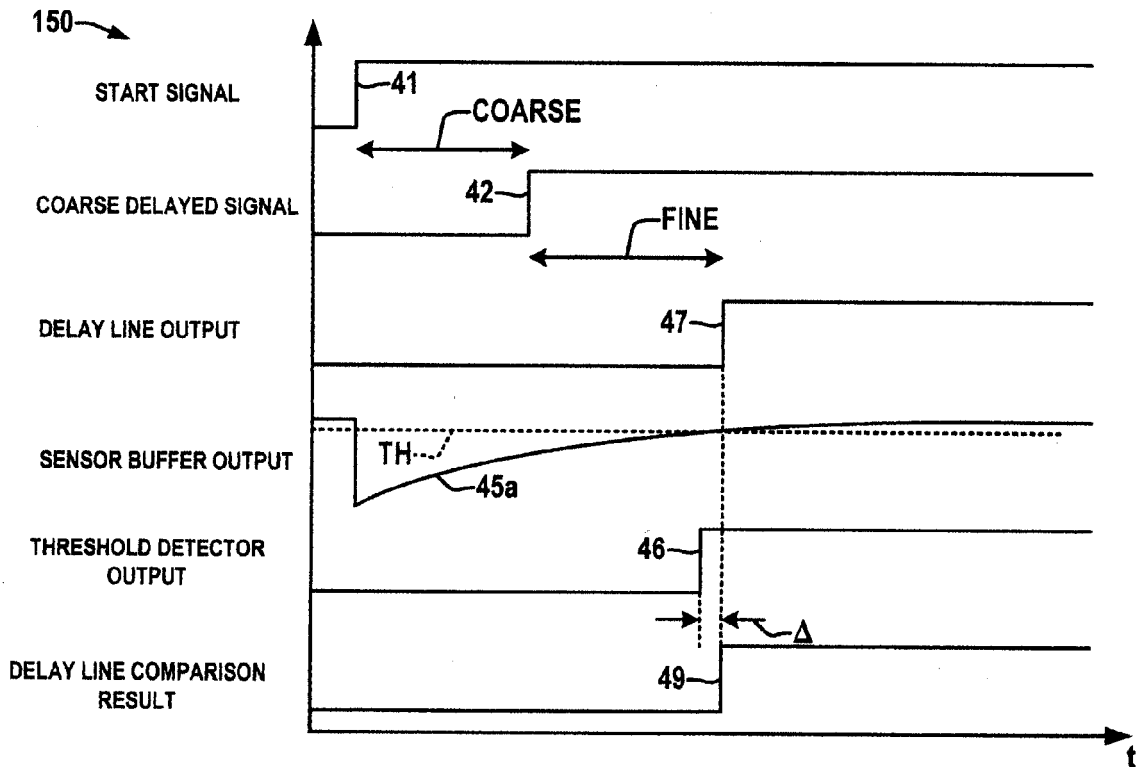 150
START SIGNAL
41
COARSE
COARSE DELAYED SIGNAL
42
FINE
DELAY LINE OUTPUT
47
SENSOR BUFFER OUTPUT
TH
45a
THRESHOLD DETECTOR
OUTPUT
46
Δ
DELAY LINE COMPARISON
RESULT
49
t